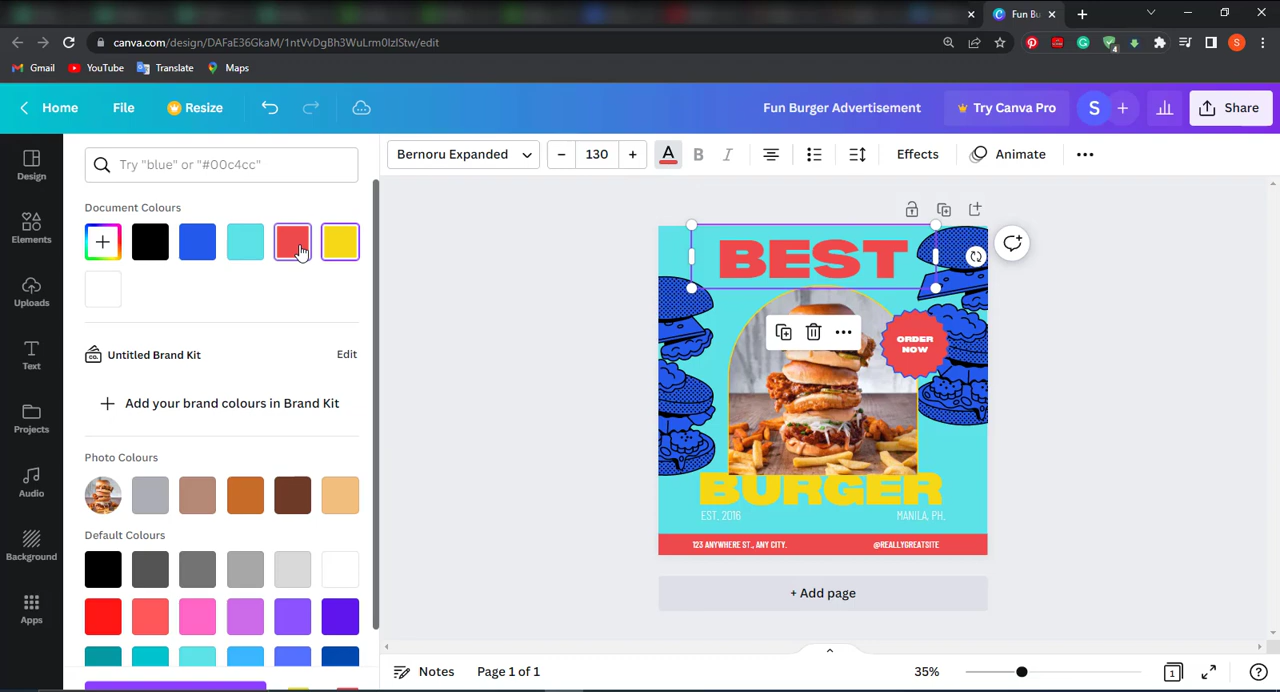 Fun Bu
canva.com/design/DAFaE36GkaM/1ntVvDgBh3WuLrm0IzlStw/edit
4
S
Gmail YouTube Translate Maps
Home File Resize Fun Burger Advertisement Try Canva Pro S Share
Design
Elements
Uploads
Text
Projects
Audio
Background
Apps
Try "blue" or "#00c4cc"
Document Colours
Untitled Brand Kit Edit
Add your brand colours in Brand Kit
Photo Colours
Default Colours
Bernoru Expanded – 130 + A B I Effects Animate
BEST
ORDER
NOW
BURGER
EST. 2016 MANILA, PH.
123 ANYWHERE ST., ANY CITY. @REALLYGREATSITE
+ Add page
Notes Page 1 of 1 35% 1 ?